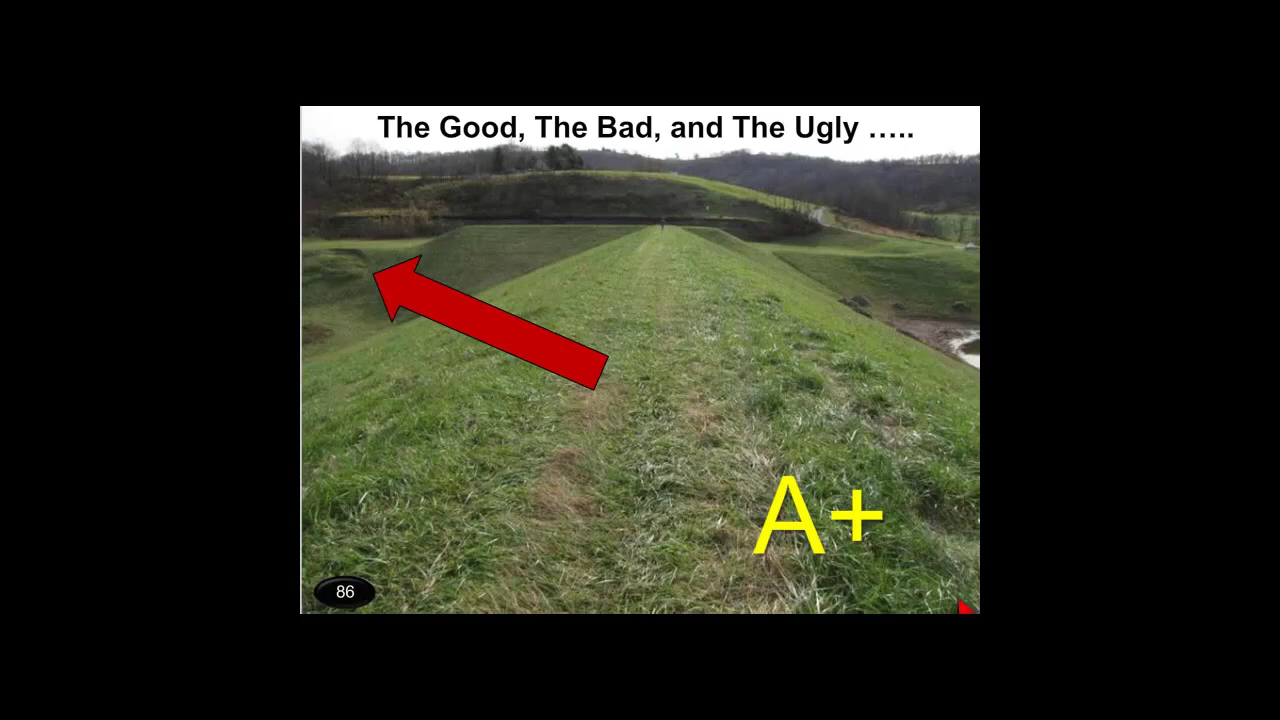 The Good, The Bad, and The Ugly …..
A+
86